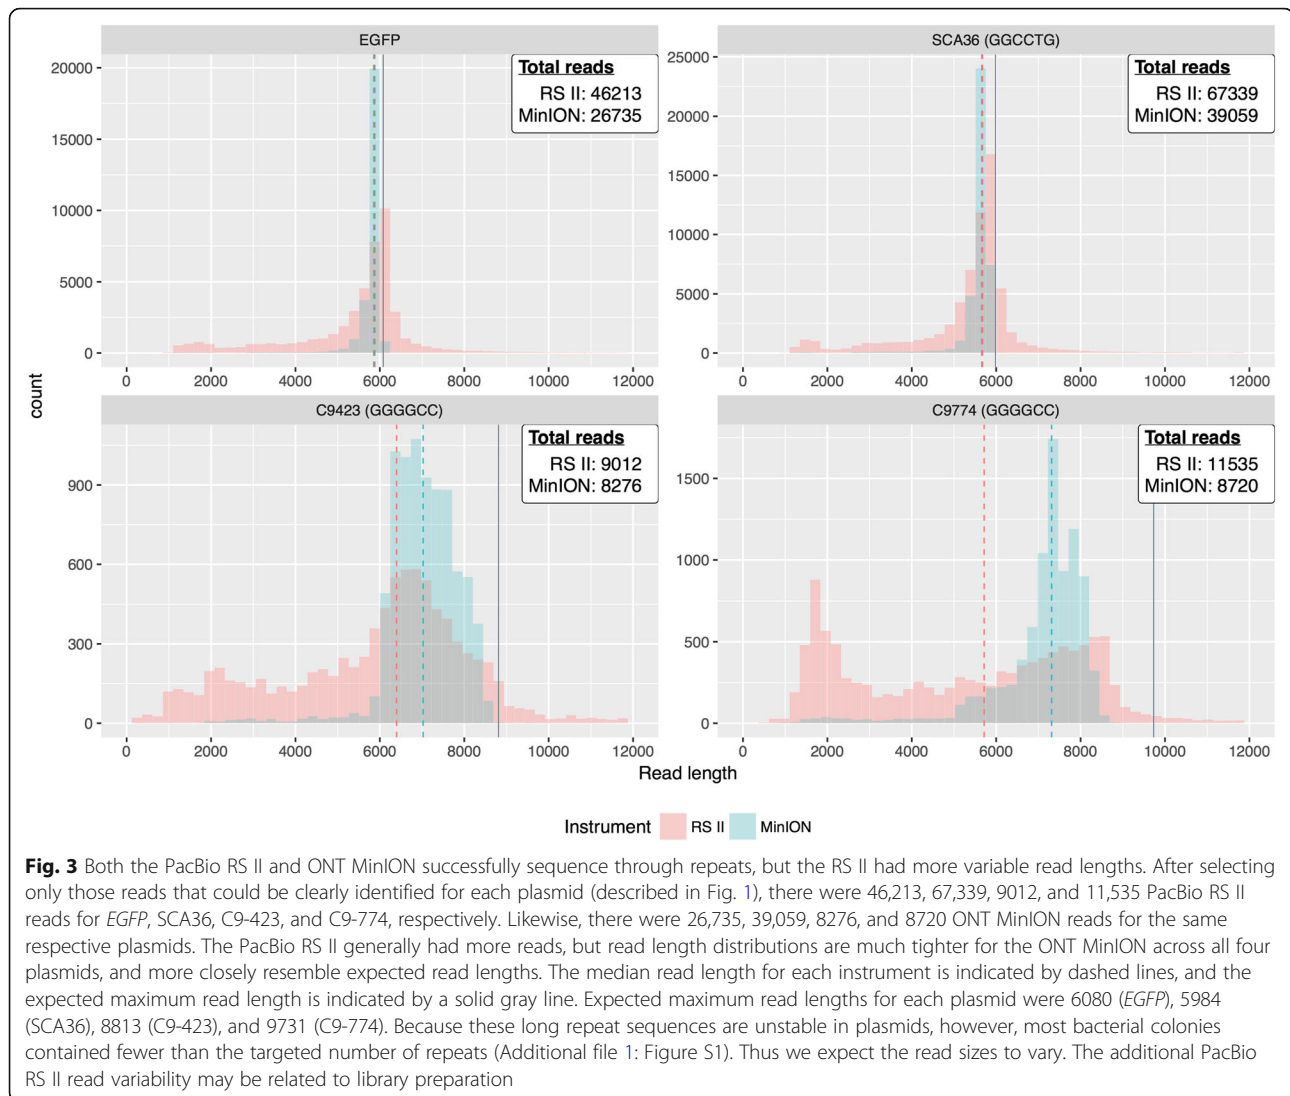 EGFP
Total reads
RS II: 46213
MinION: 26735
20000
15000
10000
5000
0
0 2000 4000 6000 8000 10000 12000
SCA36 (GGCCTG)
Total reads
RS II: 67339
MinION: 39059
25000
20000
15000
10000
5000
0
0 2000 4000 6000 8000 10000 12000
count
C9423 (GGGGCC)
Total reads
RS II: 9012
MinION: 8276
900
600
300
0
0 2000 4000 6000 8000 10000 12000
C9774 (GGGGCC)
Total reads
RS II: 11535
MinION: 8720
1500
1000
500
0
0 2000 4000 6000 8000 10000 12000
Read length
Instrument RS II MinION
Fig. 3 Both the PacBio RS II and ONT MinION successfully sequence through repeats, but the RS II had more variable read lengths. After selecting
only those reads that could be clearly identified for each plasmid (described in Fig. 1), there were 46,213, 67,339, 9012, and 11,535 PacBio RS II
reads for EGFP, SCA36, C9-423, and C9-774, respectively. Likewise, there were 26,735, 39,059, 8276, and 8720 ONT MinION reads for the same
respective plasmids. The PacBio RS II generally had more reads, but read length distributions are much tighter for the ONT MinION across all four
plasmids, and more closely resemble expected read lengths. The median read length for each instrument is indicated by dashed lines, and the
expected maximum read length is indicated by a solid gray line. Expected maximum read lengths for each plasmid were 6080 (EGFP), 5984
(SCA36), 8813 (C9-423), and 9731 (C9-774). Because these long repeat sequences are unstable in plasmids, however, most bacterial colonies
contained fewer than the targeted number of repeats (Additional file 1: Figure S1). Thus we expect the read sizes to vary. The additional PacBio
RS II read variability may be related to library preparation